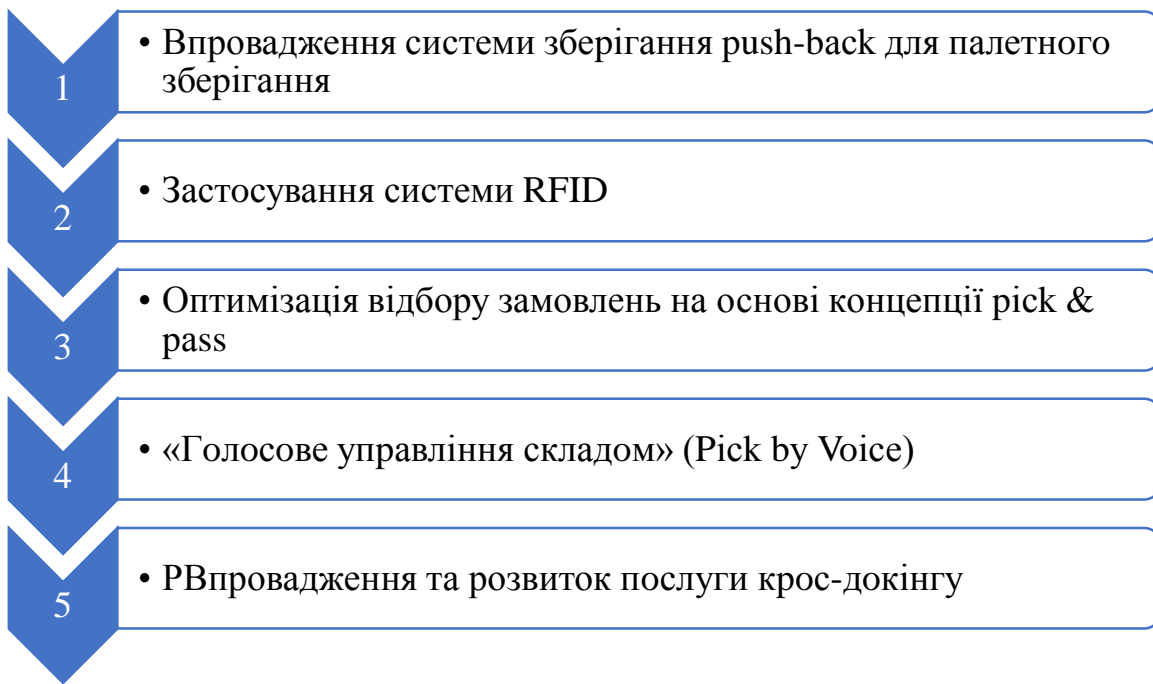 1
• Впровадження системи зберігання push-back для палетного
зберігання
2
• Застосування системи RFID
3
• Оптимізація відбору замовлень на основі концепції pick &
pass
4
• «Голосове управління складом» (Pick by Voice)
5
• РВпровадження та розвиток послуги крос-докінгу